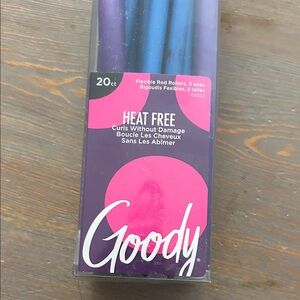 20ct
Flexible Rod Rollers, 2 sizes
Bigoudis Flexibles, 2 tailles
HEAT FREE
Curls Without Damage
Boucle Les Cheveux
Sans Les Abîmer
Goody